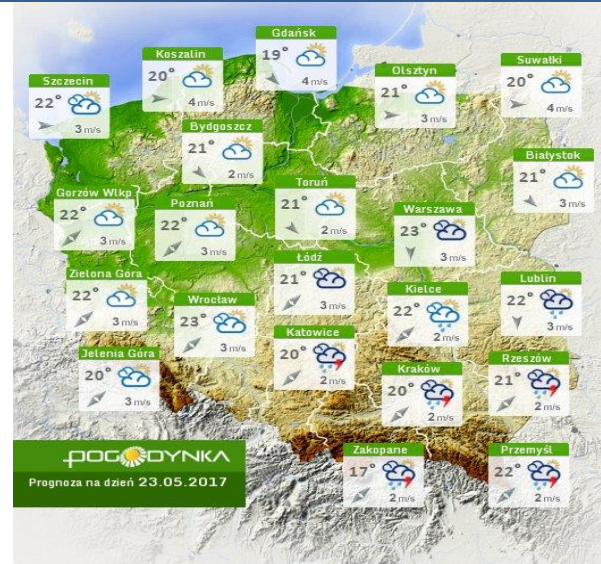 Gdańsk
19°
4 m/s
Koszalin
20°
4 m/s
Suwałki
20°
4 m/s
Olsztyn
21°
3 m/s
Szczecin
22°
3 m/s
Bydgoszcz
21°
2 m/s
Białystok
21°
3 m/s
Toruń
21°
2 m/s
Gorzów Wlkp
22°
3 m/s
Poznań
22°
3 m/s
Warszawa
23°
3 m/s
Łódź
21°
3 m/s
Zielona Góra
22°
3 m/s
Lublin
22°
3 m/s
Kielce
22°
2 m/s
Wrocław
23°
3 m/s
Katowice
20°
2 m/s
Jelenia Góra
20°
3 m/s
Rzeszów
21°
2 m/s
Kraków
20°
2 m/s
Zakopane
17°
2 m/s
Przemyśl
22°
2 m/s
POGODYNKA
Prognoza na dzień 23.05.2017